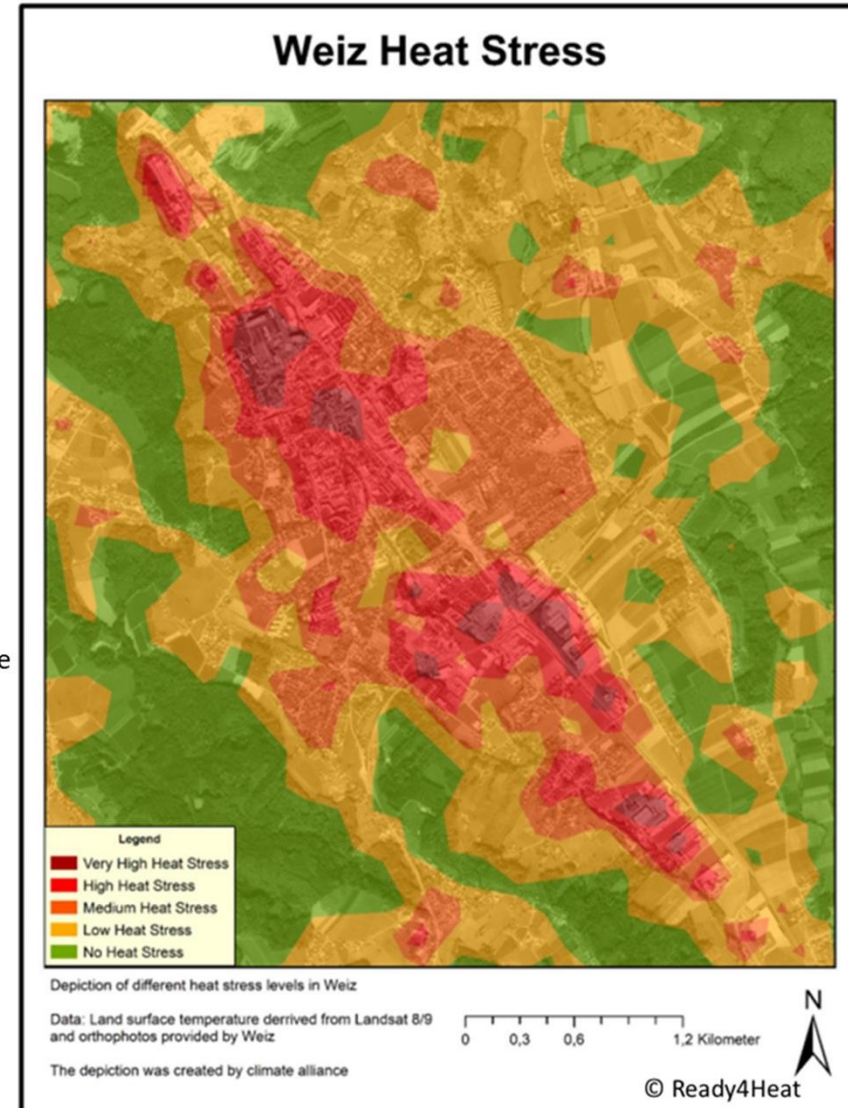 Weiz Heat Stress
e
Legend
Very High Heat Stress
High Heat Stress
Medium Heat Stress
Low Heat Stress
No Heat Stress
Depiction of different heat stress levels in Weiz
Data: Land surface temperature derrived from Landsat 8/9
and orthophotos provided by Weiz
The depiction was created by climate alliance
0 0,3 0,6 1,2 Kilometer
N
© Ready4Heat